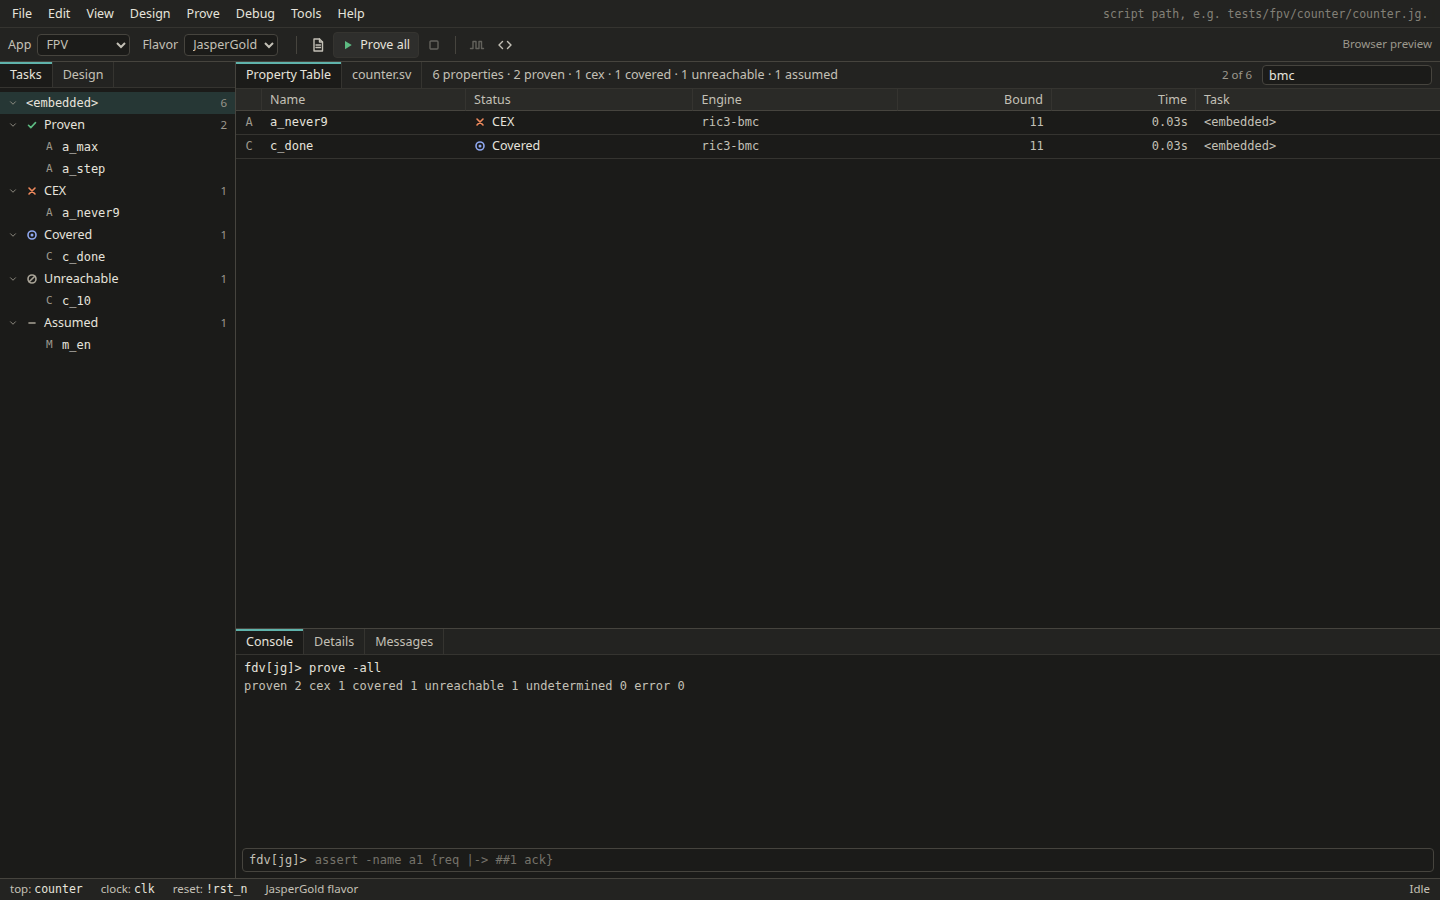 File Edit View Design Prove Debug Tools Help script path, e.g. tests/fpv/counter/counter.jg.
App FPV Flavor JasperGold Prove all Browser preview
Tasks Design
<embedded> 6
Proven 2
A a_max
A a_step
CEX 1
A a_never9
Covered 1
C c_done
Unreachable 1
C c_10
Assumed 1
M m_en
Property Table counter.sv 6 properties · 2 proven · 1 cex · 1 covered · 1 unreachable · 1 assumed 2 of 6 bmc
Name Status Engine Bound Time Task
A a_never9 CEX ric3-bmc 11 0.03s <embedded>
C c_done Covered ric3-bmc 11 0.03s <embedded>
Console Details Messages
fdv[jg]> prove -all
proven 2 cex 1 covered 1 unreachable 1 undetermined 0 error 0
fdv[jg]> assert -name a1 {req |-> ##1 ack}
top: counter clock: clk reset: !rst_n JasperGold flavor Idle